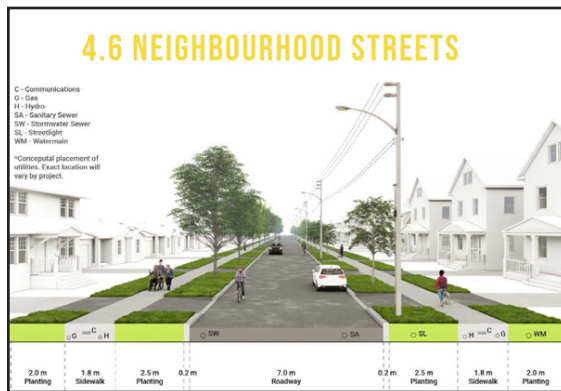 4.6 NEIGHBOURHOOD STREETS
C - Communications
G - Gas
H - Hydro
SA - Sanitary Sewer
SW - Stormwater Sewer
SL - Streetlight
WM - Watermain
*Conceputal placement of
utilities. Exact location will
vary by project.
G C H SW SA SL H C G WM
2.0 m 1.8 m 2.5 m 0.2 m 7.0 m 0.2 m 2.5 m 1.8 m 2.0 m
Planting Sidewalk Planting Roadway Planting Sidewalk Planting